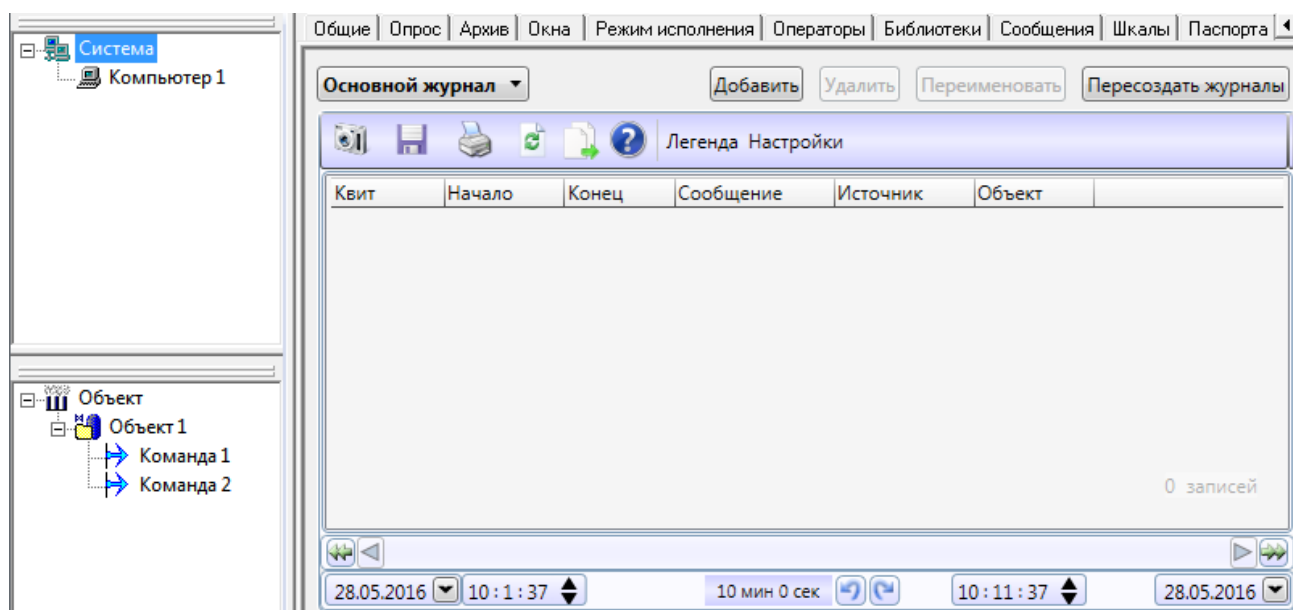 Система
Компьютер 1
Объект
Объект 1
Команда 1
Команда 2
Общие Опрос Архив Окна Режим исполнения Операторы Библиотеки Сообщения Шкалы Паспорта
Основной журнал Добавить Удалить Переименовать Пересоздать журналы
Легенда Настройки
Квит Начало Конец Сообщение Источник Объект
0 записей
28.05.2016 10:1:37 10 мин 0 сек 10:11:37 28.05.2016